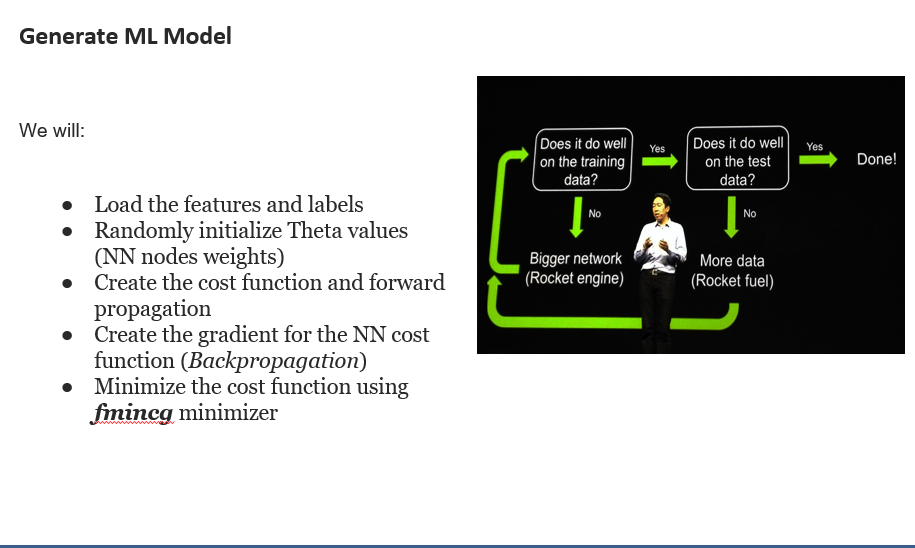 Generate ML Model
We will:
● Load the features and labels
● Randomly initialize Theta values
(NN nodes weights)
● Create the cost function and forward
propagation
● Create the gradient for the NN cost
function (Backpropagation)
● Minimize the cost function using
fmincg minimizer
Does it do well
on the training
data?
Yes
Does it do well
on the test
data?
Yes
Done!
No
No
Bigger network
(Rocket engine)
More data
(Rocket fuel)